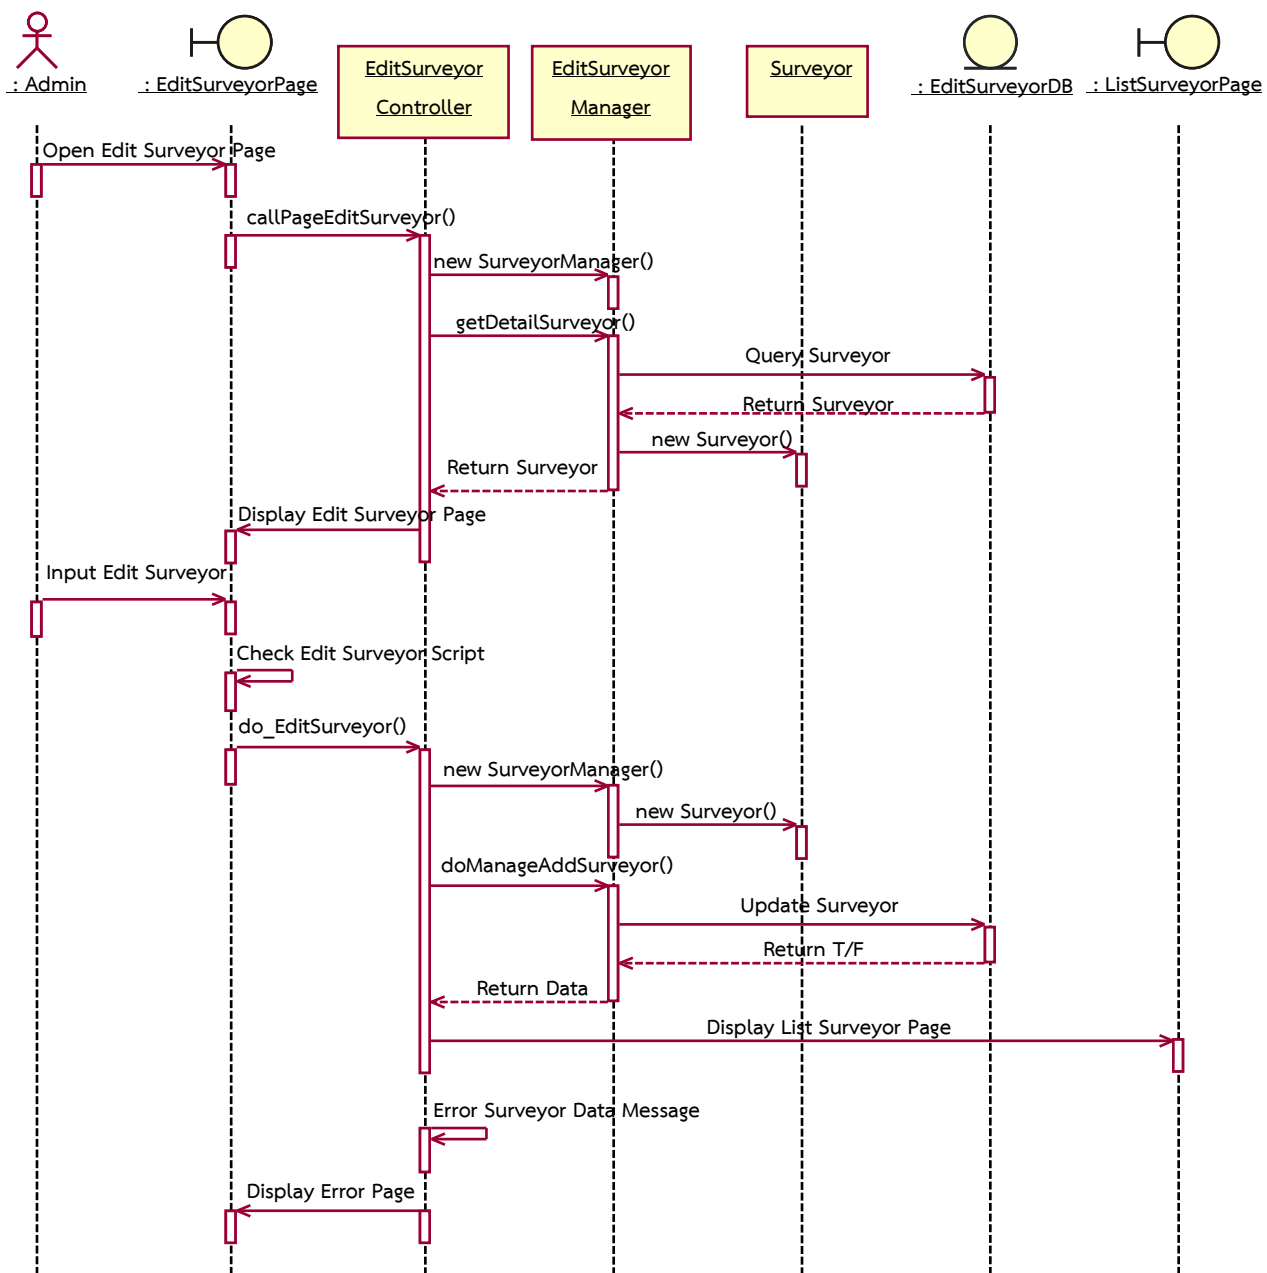 : Admin
: EditSurveyorPage
EditSurveyor
Controller
EditSurveyor
Manager
Surveyor
: EditSurveyorDB
: ListSurveyorPage
Open Edit Surveyor Page
callPageEditSurveyor()
new SurveyorManager()
getDetailSurveyor()
Query Surveyor
Return Surveyor
new Surveyor()
Return Surveyor
Display Edit Surveyor Page
Input Edit Surveyor
Check Edit Surveyor Script
do_EditSurveyor()
new SurveyorManager()
new Surveyor()
doManageAddSurveyor()
Update Surveyor
Return T/F
Return Data
Display List Surveyor Page
Error Surveyor Data Message
Display Error Page